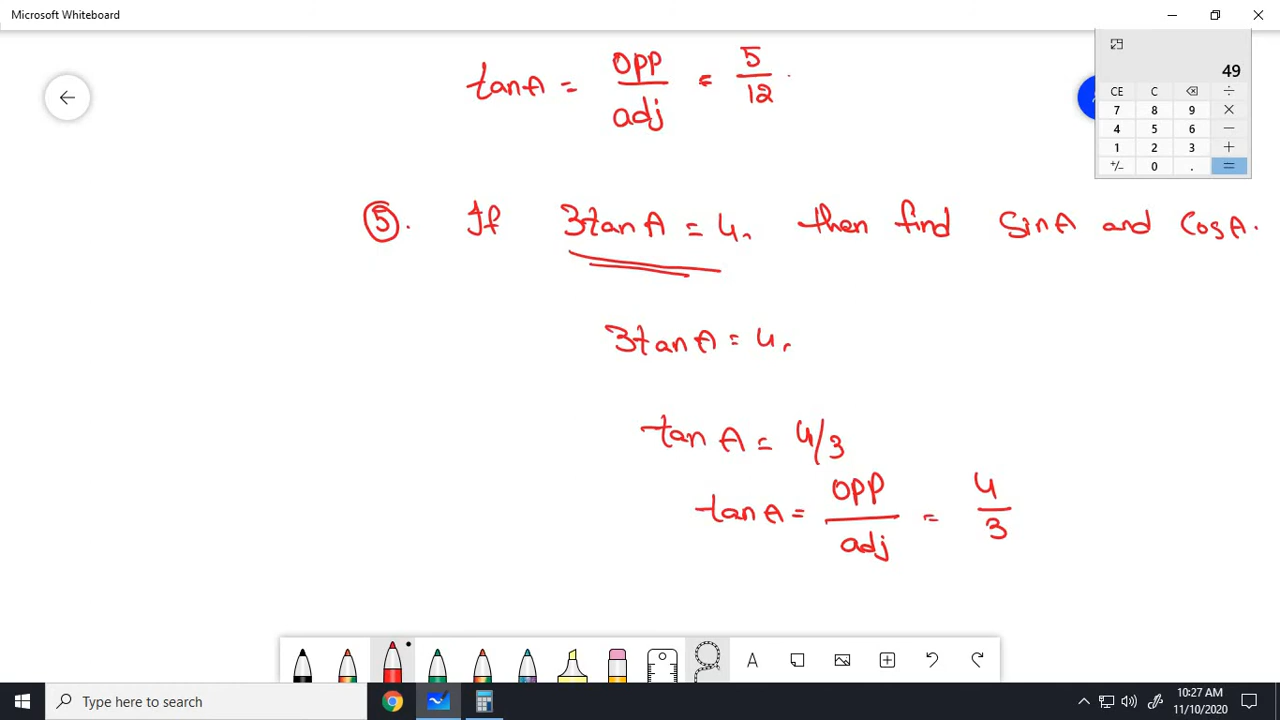 Microsoft Whiteboard
49
CE C ÷
7 8 9 ×
4 5 6 −
1 2 3 +
+/− 0 . =
tanA = opp/adj = 5/12
5. If 3tanA = 4, then find SinA and CosA.
3tanA = 4,
tanA = 4/3
tanA = opp/adj = 4/3
A
Type here to search
10:27 AM
11/10/2020